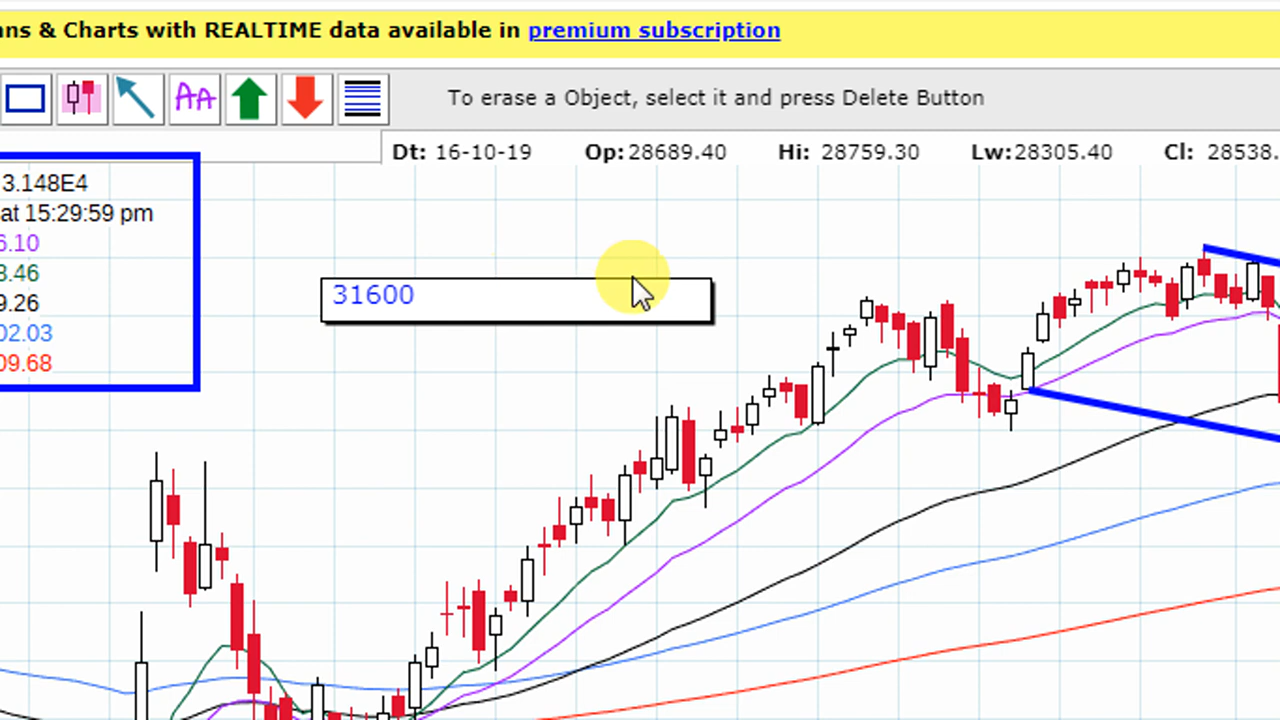 ns & Charts with REALTIME data available in premium subscription
AA
To erase a Object, select it and press Delete Button
Dt: 16-10-19 Op:28689.40 Hi: 28759.30 Lw:28305.40 Cl: 28538.
3.148E4
at 15:29:59 pm
6.10
8.46
9.26
02.03
09.68
31600